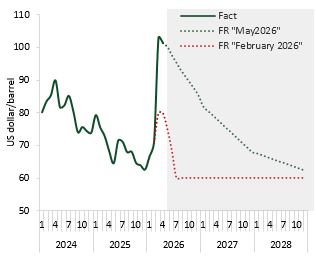 110
100
90
80
70
60
50
US dollar/barrel
Fact
FR "May2026"
FR "February 2026"
1 4 7 10 1 4 7 10 1 4 7 10 1 4 7 10 1 4 7 10
2024 2025 2026 2027 2028